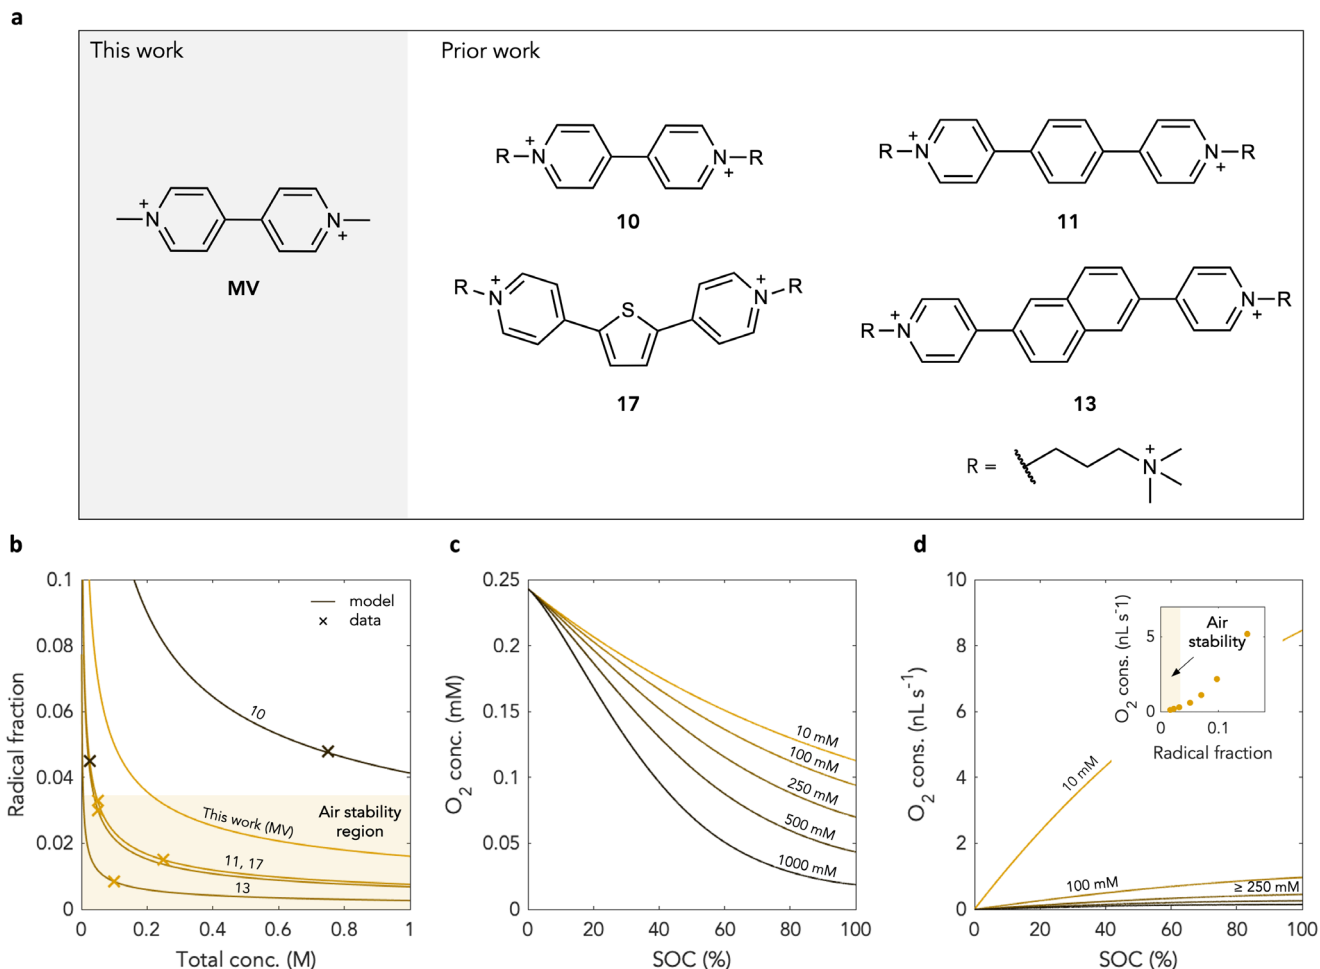 a
This work
Prior work
N
+
N
+
MV
R
N
+
N
+
R
10
R
N
+
N
+
R
11
R
N
+
S
N
+
R
17
R
N
+
N
+
R
13
R =
N
+
b
Radical fraction
0.1
0.08
0.06
0.04
0.02
0
0
0.2
0.4
0.6
0.8
1
Total conc. (M)
model
data
10
This work (MV)
Air stability
region
11, 17
13
c
O₂ conc. (mM)
0.25
0.2
0.15
0.1
0.05
0
0
20
40
60
80
100
SOC (%)
10 mM
100 mM
250 mM
500 mM
1000 mM
d
O₂ cons. (nL s⁻¹)
10
8
6
4
2
0
0
20
40
60
80
100
SOC (%)
10 mM
100 mM
≥ 250 mM
O₂ cons. (nL s⁻¹)
5
0
0
0.1
Radical fraction
Air
stability